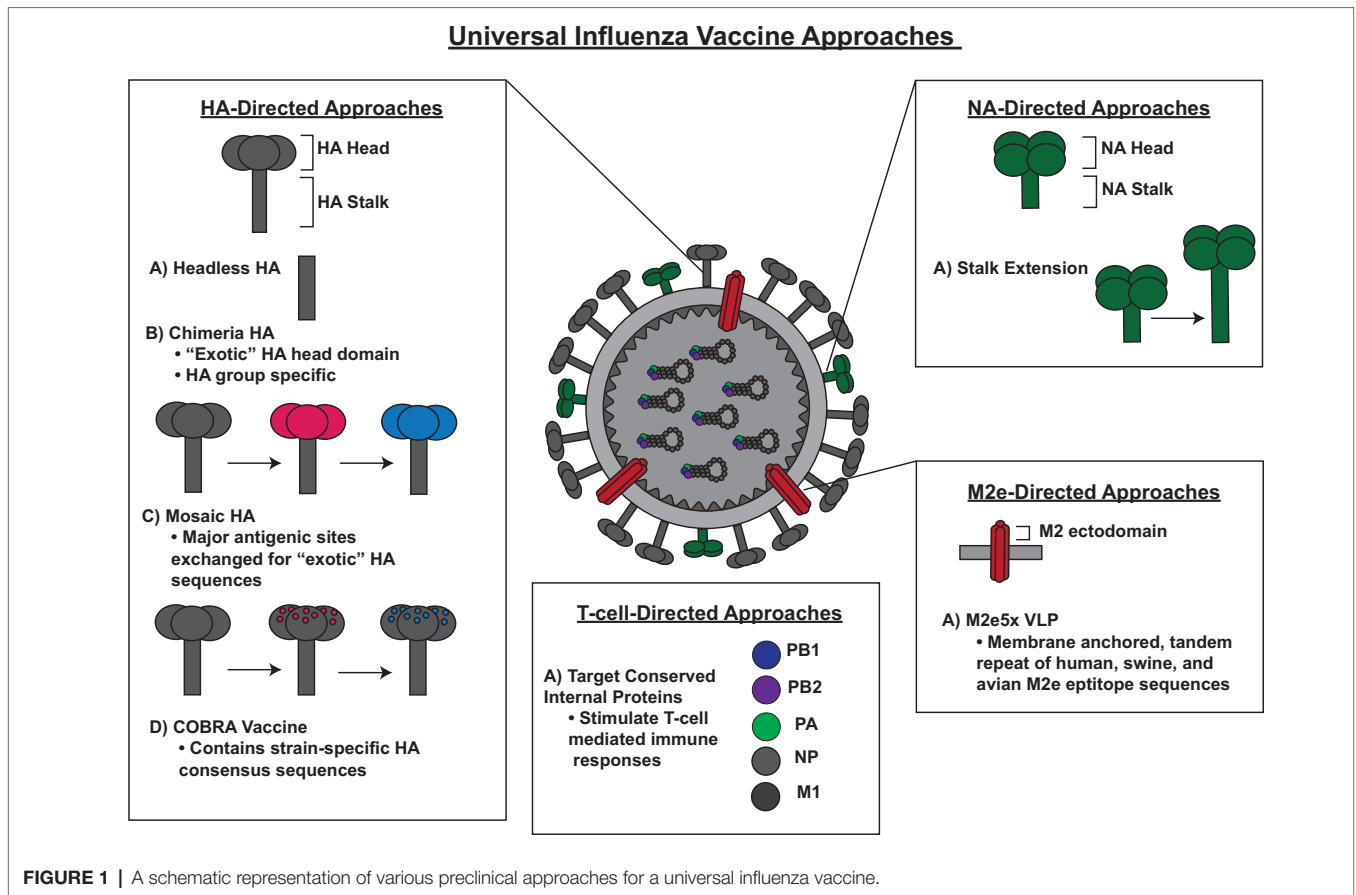 Universal Influenza Vaccine Approaches
HA-Directed Approaches
HA Head
HA Stalk
A) Headless HA
B) Chimeria HA
• “Exotic” HA head domain
• HA group specific
C) Mosaic HA
• Major antigenic sites
exchanged for “exotic” HA
sequences
D) COBRA Vaccine
• Contains strain-specific HA
consensus sequences
T-cell-Directed Approaches
A) Target Conserved
Internal Proteins
• Stimulate T-cell
mediated immune
responses
PB1
PB2
PA
NP
M1
NA-Directed Approaches
NA Head
NA Stalk
A) Stalk Extension
M2e-Directed Approaches
M2 ectodomain
A) M2e5x VLP
• Membrane anchored, tandem
repeat of human, swine, and
avian M2e eptitope sequences
FIGURE 1 | A schematic representation of various preclinical approaches for a universal influenza vaccine.